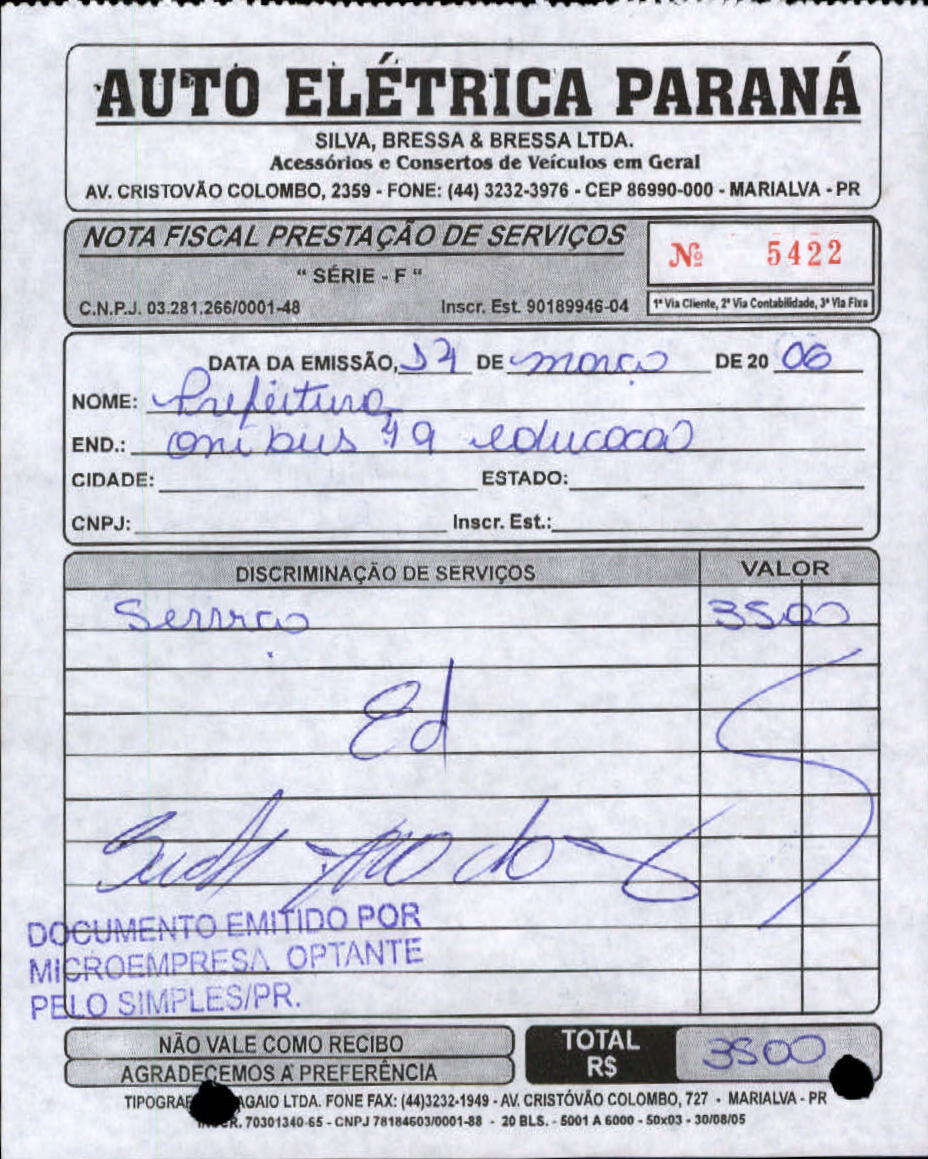 AUTO ELÉTRICA PARANÁ
SILVA, BRESSA & BRESSA LTDA.
Acessórios e Consertos de Veículos em Geral
AV. CRISTOVÃO COLOMBO, 2359 - FONE: (44) 3232-3976 - CEP 86990-000 - MARIALVA - PR
NOTA FISCAL PRESTAÇÃO DE SERVIÇOS
Nº 5422
“ SÉRIE - F “
C.N.P.J. 03.281.266/0001-48 Inscr. Est. 90189946-04 1ª Via Cliente, 2ª Via Contabilidade, 3ª Via Fixa
DATA DA EMISSÃO, DE março DE 20 06
NOME: Prefeitura
END.: onibus 49 educacao
CIDADE: ESTADO:
CNPJ: Inscr. Est.:
DISCRIMINAÇÃO DE SERVIÇOS VALOR
Serviço 3500
Ed
DOCUMENTO EMITIDO POR
MICROEMPRESA OPTANTE
PELO SIMPLES/PR.
NÃO VALE COMO RECIBO
AGRADECEMOS A PREFERÊNCIA
TOTAL R$ 3500
LTDA. FONE FAX: (44)3232-1949 - AV. CRISTÓVÃO COLOMBO, 727 - MARIALVA - PR
70301340-65 - CNPJ 78184603/0001-88 - 20 BLS. - 5001 A 6000 - 50x03 - 30/08/05